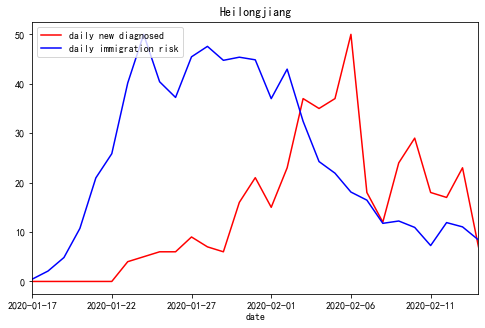 Heilongjiang
daily new diagnosed
daily immigration risk
50
40
30
20
10
0
2020-01-17 2020-01-22 2020-01-27 2020-02-01 2020-02-06 2020-02-11
date